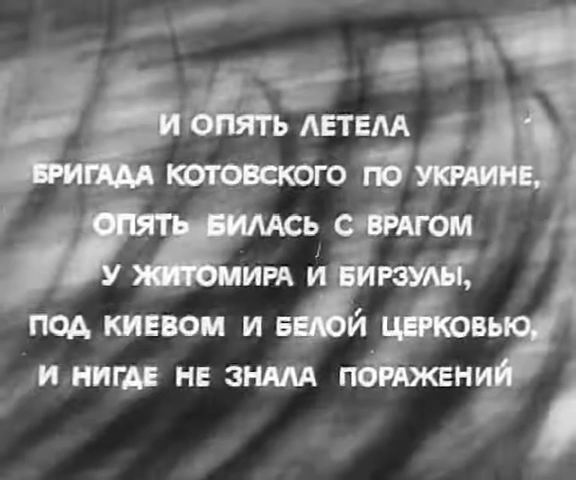 И ОПЯТЬ ЛЕТЕЛА
БРИГАДА КОТОВСКОГО ПО УКРАИНЕ,
ОПЯТЬ БИЛАСЬ С ВРАГОМ
У ЖИТОМИРА И БИРЗУЛЫ,
ПОД КИЕВОМ И БЕЛОЙ ЦЕРКОВЬЮ,
И НИГДЕ НЕ ЗНАЛА ПОРАЖЕНИЙ